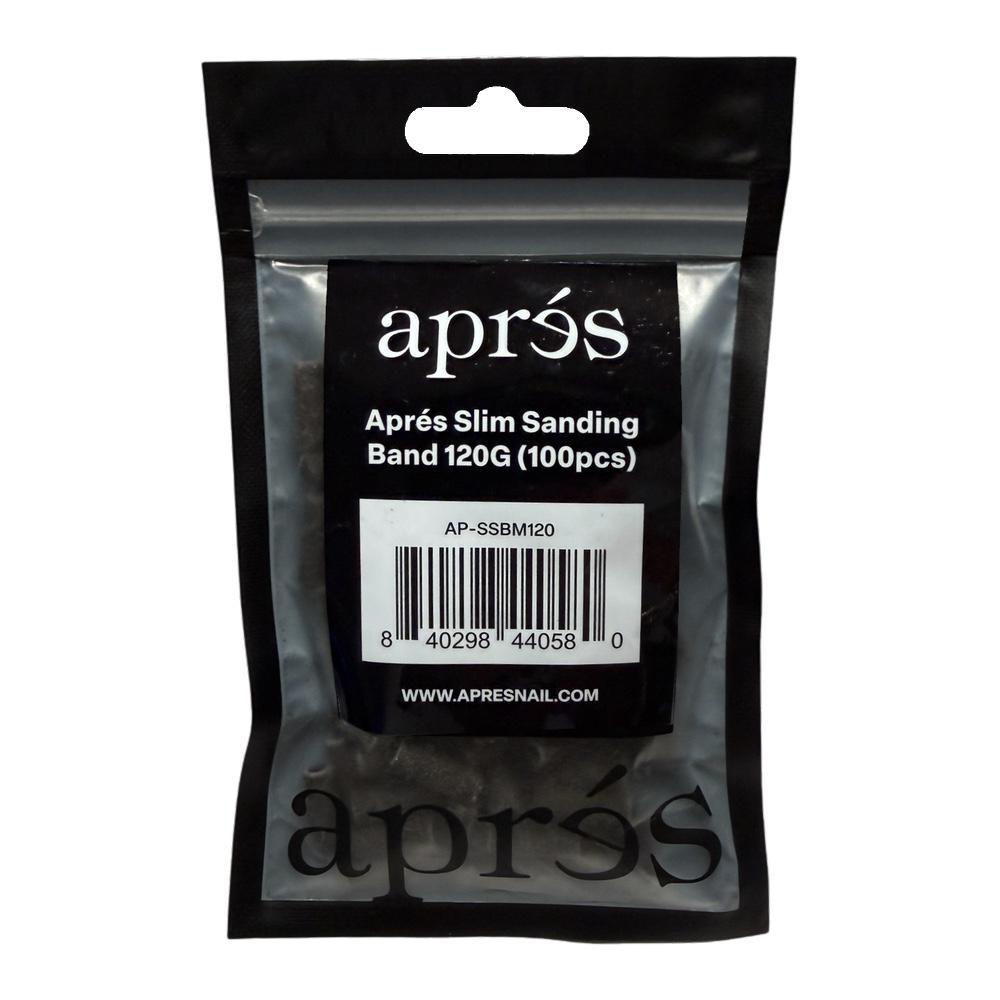 aprés
Aprés Slim Sanding
Band 120G (100pcs)
AP-SSBM120
8 40298 44058 0
WWW.APRESNAIL.COM
aprés